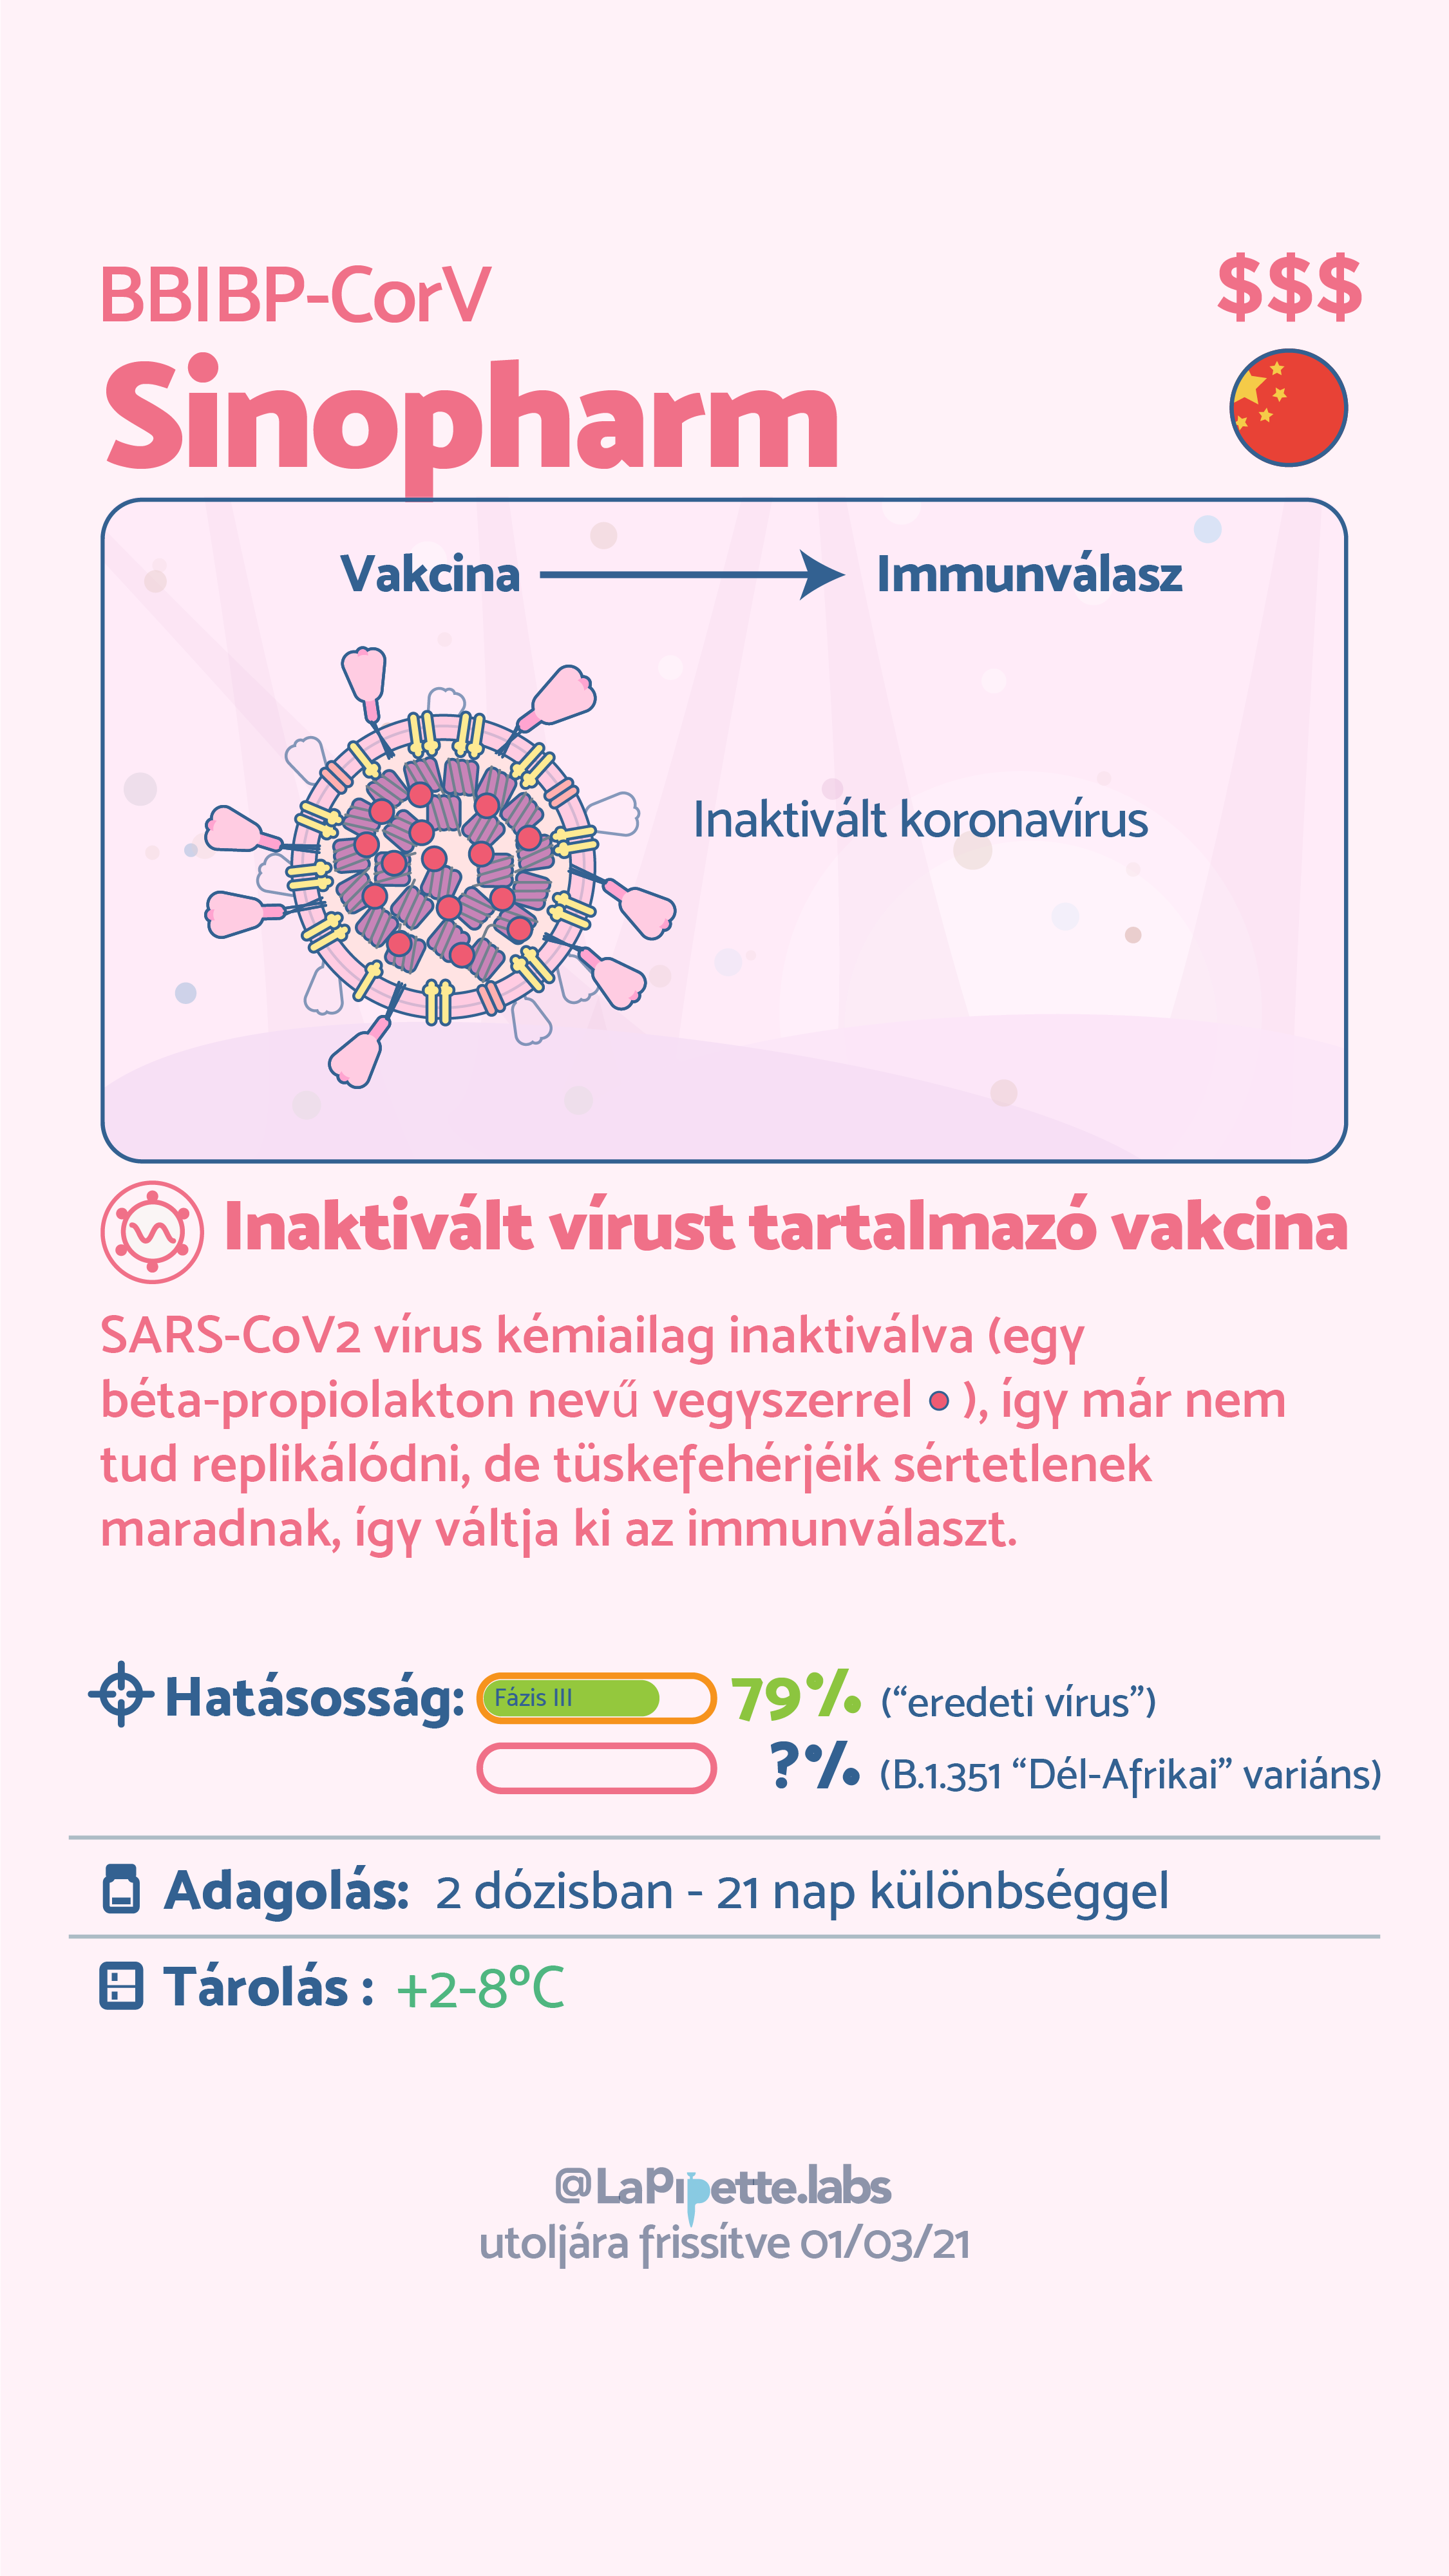 BBIBP-CorV
$$$
Sinopharm
Vakcina
Immunválasz
Inaktivált koronavírus
Inaktivált vírust tartalmazó vakcina
SARS-CoV2 vírus kémiailag inaktiválva (egy
béta-propiolakton nevű vegyszerrel ), így már nem
tud replikálódni, de tüskefehérjéik sértetlenek
maradnak, így váltja ki az immunválaszt.
Hatásosság: Fázis III 79% (“eredeti vírus”)
?% (B.1.351 “Dél-Afrikai” variáns)
Adagolás: 2 dózisban - 21 nap különbséggel
Tárolás : +2-8°C
@LaPipette.labs
utoljára frissítve 01/03/21